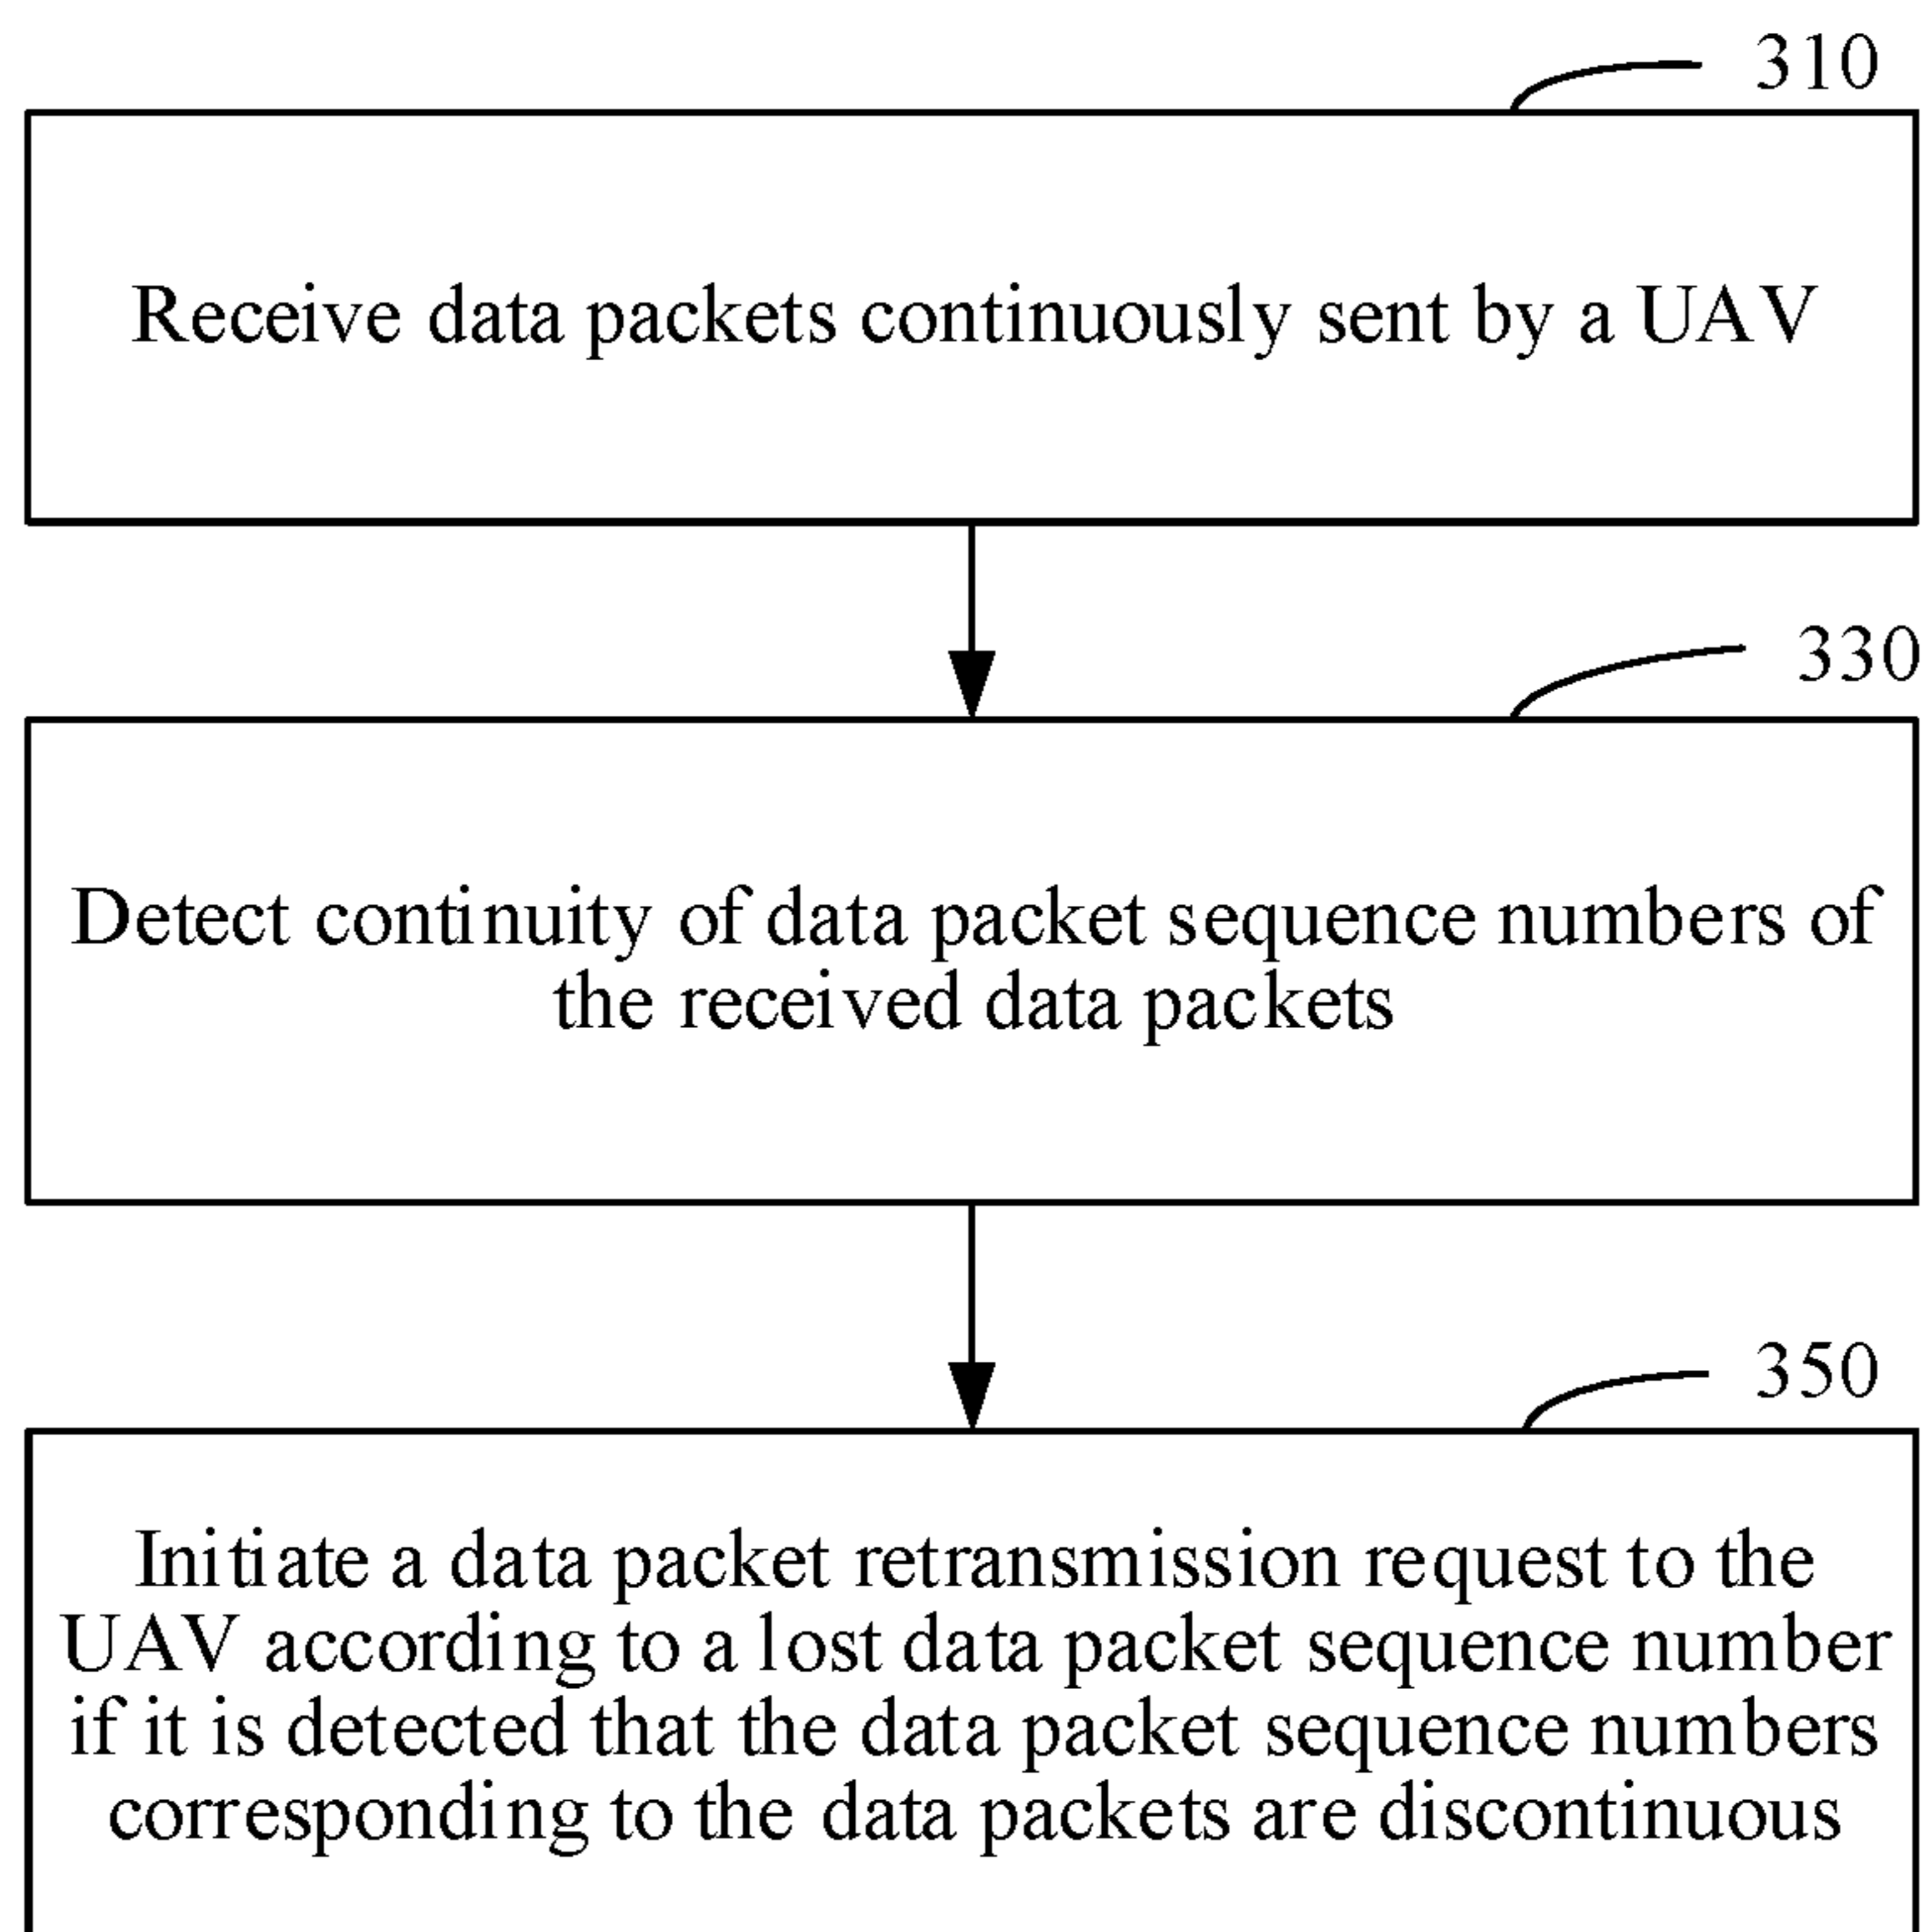 310
Receive data packets continuously sent by a UAV
330
Detect continuity of data packet sequence numbers of
the received data packets
350
Initiate a data packet retransmission request to the
UAV according to a lost data packet sequence number
if it is detected that the data packet sequence numbers
corresponding to the data packets are discontinuous